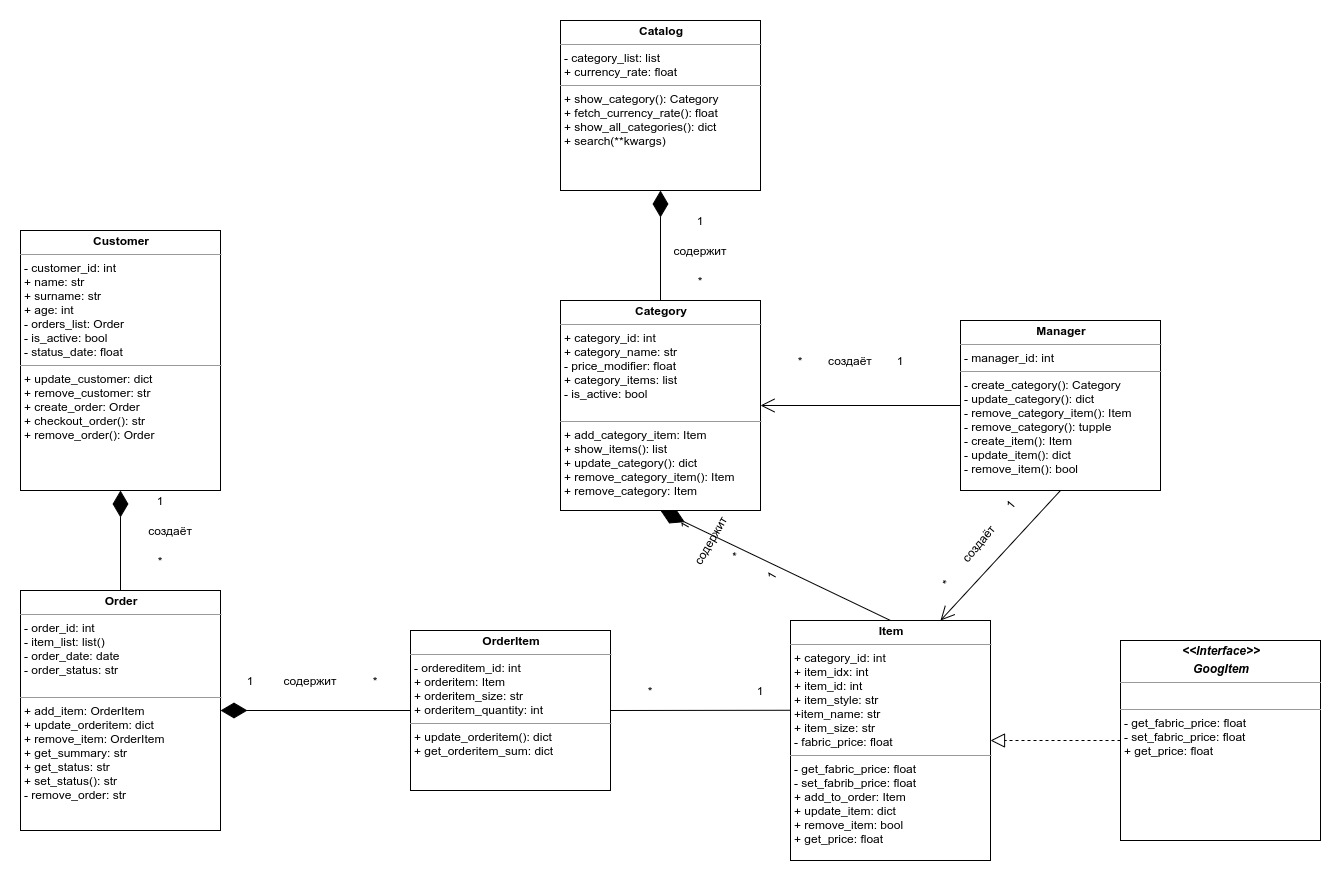 Catalog
- category_list: list
+ currency_rate: float
+ show_category(): Category
+ fetch_currency_rate(): float
+ show_all_categories(): dict
+ search(**kwargs)
1
содержит
*
Customer
- customer_id: int
+ name: str
+ surname: str
+ age: int
- orders_list: Order
- is_active: bool
- status_date: float
+ update_customer: dict
+ remove_customer: str
+ create_order: Order
+ checkout_order(): str
+ remove_order(): Order
1
создаёт
*
Category
+ category_id: int
+ category_name: str
- price_modifier: float
+ category_items: list
- is_active: bool
+ add_category_item: Item
+ show_items(): list
+ update_category(): dict
+ remove_category_item(): Item
+ remove_category: Item
* создаёт 1
Manager
- manager_id: int
- create_category(): Category
- update_category(): dict
- remove_category_item(): Item
- remove_category(): tupple
- create_item(): Item
- update_item(): dict
- remove_item(): bool
1
содержит
*
1
1
создаёт
*
Order
- order_id: int
- item_list: list()
- order_date: date
- order_status: str
+ add_item: OrderItem
+ update_orderitem: dict
+ remove_item: OrderItem
+ get_summary: str
+ get_status: str
+ set_status(): str
- remove_order: str
1 содержит *
OrderItem
- ordereditem_id: int
+ orderitem: Item
+ orderitem_size: str
+ orderitem_quantity: int
+ update_orderitem(): dict
+ get_orderitem_sum: dict
* 1
Item
+ category_id: int
+ item_idx: int
+ item_id: int
+ item_style: str
+item_name: str
+ item_size: str
- fabric_price: float
- get_fabric_price: float
- set_fabrib_price: float
+ add_to_order: Item
+ update_item: dict
+ remove_item: bool
+ get_price: float
<<Interface>>
GoogItem
- get_fabric_price: float
- set_fabric_price: float
+ get_price: float